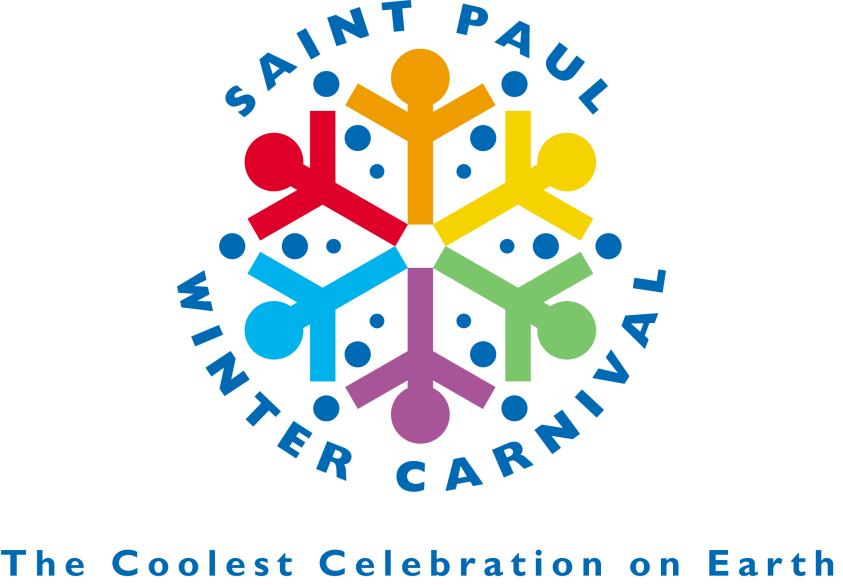 SAINT PAUL
WINTER CARNIVAL
The Coolest Celebration on Earth